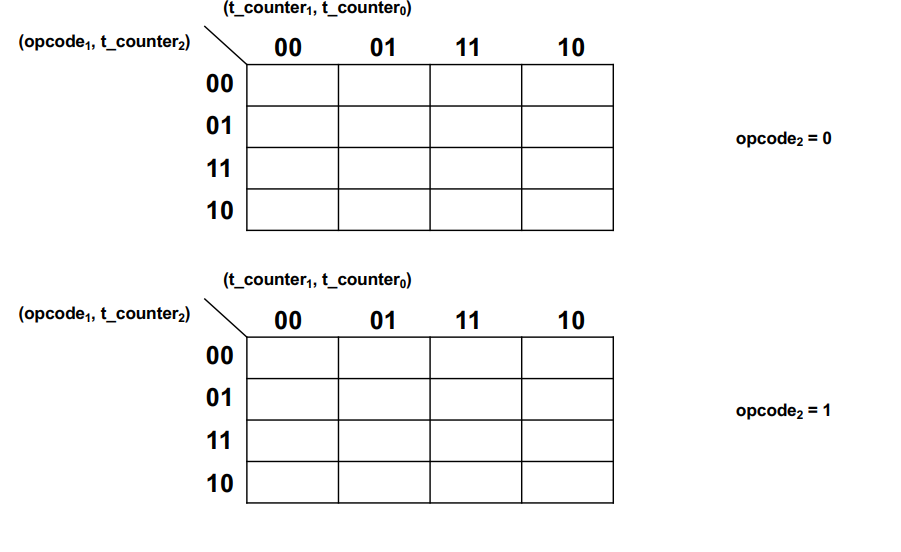 (t_counter₁, t_counter₀)
(opcode₁, t_counter₂)
00 01 11 10
00
01
opcode₂ = 0
11
10
(t_counter₁, t_counter₀)
(opcode₁, t_counter₂)
00 01 11 10
00
01
opcode₂ = 1
11
10